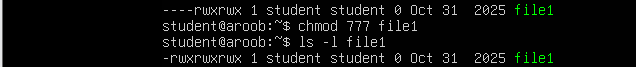 ----rwxrwx 1 student student 0 Oct 31  2025 file1
student@aroob:~$ chmod 777 file1
student@aroob:~$ ls -l file1
-rwxrwxrwx 1 student student 0 Oct 31  2025 file1